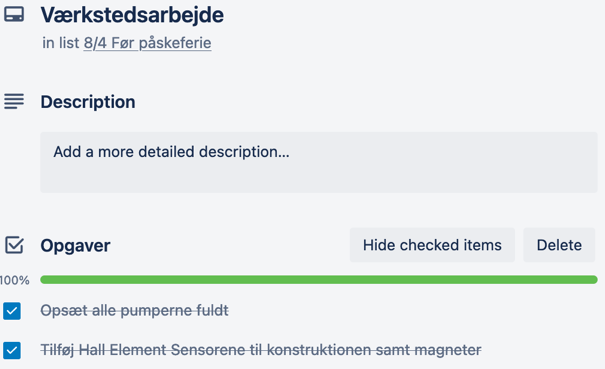 Værkstedsarbejde
in list 8/4 Før påskeferie
Description
Add a more detailed description...
Opgaver
Hide checked items
Delete
100%
Opsæt alle pumperne fuldt
Tilføj Hall Element Sensorene til konstruktionen samt magneter